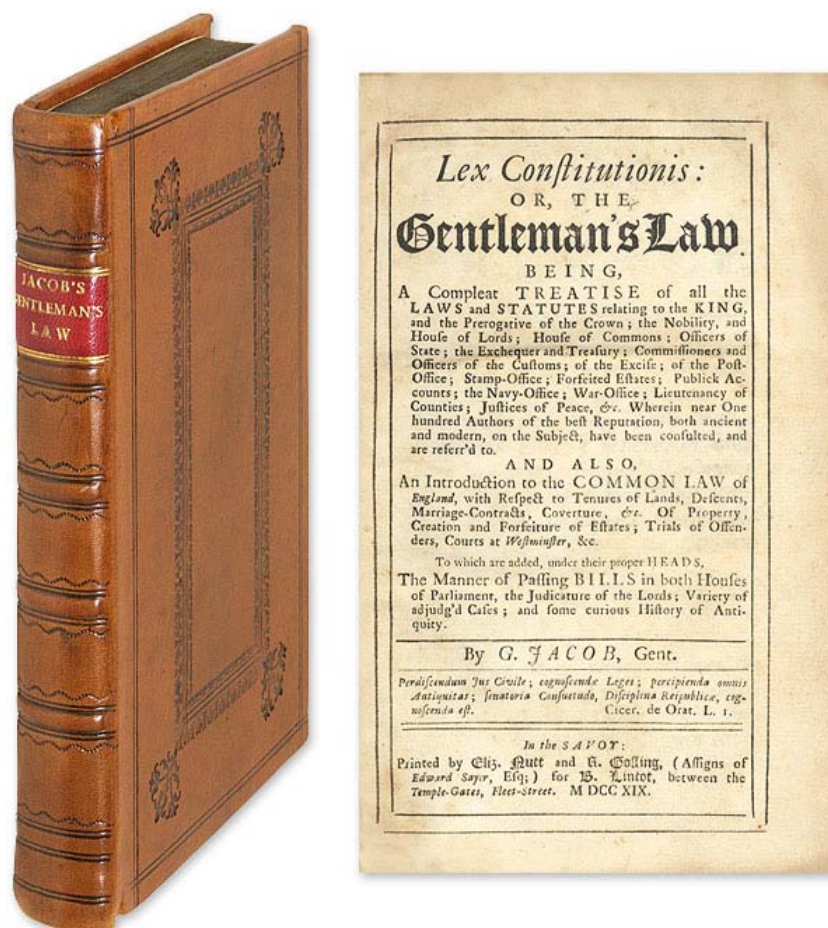 JACOB'S
GENTLEMAN'S
LAW
Lex Conſtitutionis:
OR, THE
Gentleman's Law.
BEING,
A Compleat TREATISE of all the
LAWS and STATUTES relating to the KING,
and the Prerogative of the Crown; the Nobility, and
Houſe of Lords; Houſe of Commons; Officers of
State; the Exchequer and Treaſury; Commiſſioners and
Officers of the Cuſtoms; of the Exciſe; of the Poſt-
Office; Stamp-Office; Forfeited Eſtates; Publick Ac-
counts; the Navy-Office; War-Office; Lieutenancy of
Counties; Juſtices of Peace, &c. Wherein near One
hundred Authors of the beſt Reputation, both ancient
and modern, on the Subject, have been conſulted, and
are referr'd to.
AND ALSO,
An Introduction to the COMMON LAW of
England, with Reſpect to Tenures of Lands, Deſcents,
Marriage-Contracts, Coverture, &c. Of Property,
Creation and Forfeiture of Eſtates; Trials of Offen-
ders, Courts at Weſtminſter, &c.
To which are added, under their proper HEADS,
The Manner of Paſſing BILLS in both Houſes
of Parliament, the Judicature of the Lords; Variety of
adjudg'd Caſes; and ſome curious Hiſtory of Anti-
quity.
By G. JACOB, Gent.
Perdiſcendum Jus Civile; cognoſcendæ Leges; percipienda omnis
Antiquitas; ſenatoria Conſuetudo, Diſciplina Reipublicæ, cog-
noſcenda eſt. Cicer. de Orat. L. 1.
In the SAVOY:
Printed by Eliz. Nutt and R. Goſling, (Aſſigns of
Edward Sayer, Eſq;) for B. Lintot, between the
Temple-Gates, Fleet-Street. M DCC XIX.